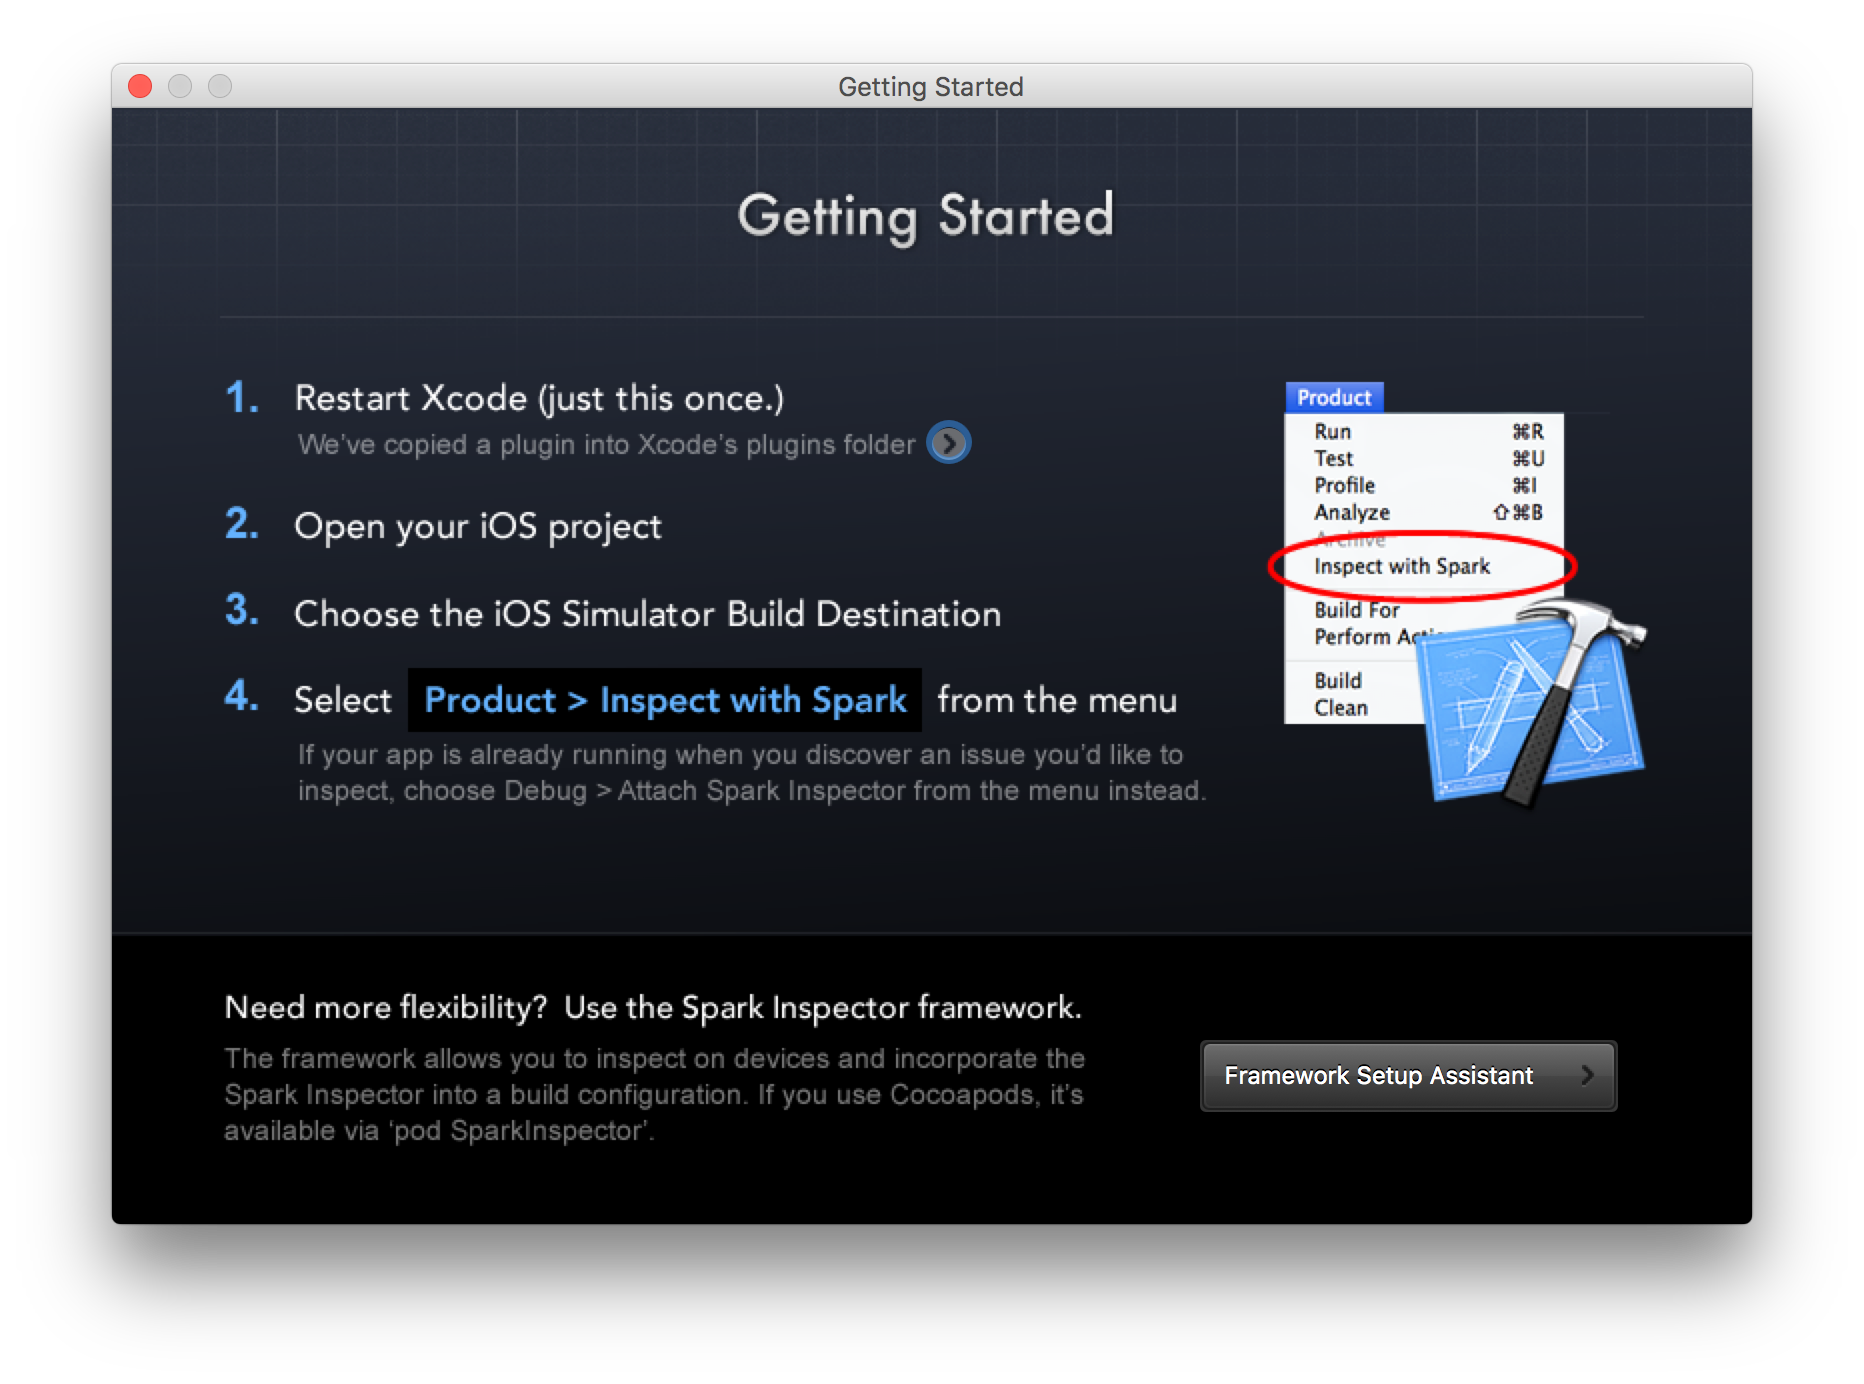 Getting Started
Getting Started
1. Restart Xcode (just this once.)
We've copied a plugin into Xcode's plugins folder
2. Open your iOS project
3. Choose the iOS Simulator Build Destination
4. Select Product > Inspect with Spark from the menu
If your app is already running when you discover an issue you'd like to
inspect, choose Debug > Attach Spark Inspector from the menu instead.
Product
Run ⌘R
Test ⌘U
Profile ⌘I
Analyze ⇧⌘B
Archive
Inspect with Spark
Build For
Perform Acti
Build
Clean
Need more flexibility? Use the Spark Inspector framework.
The framework allows you to inspect on devices and incorporate the
Spark Inspector into a build configuration. If you use Cocoapods, it's
available via ‘pod SparkInspector’.
Framework Setup Assistant